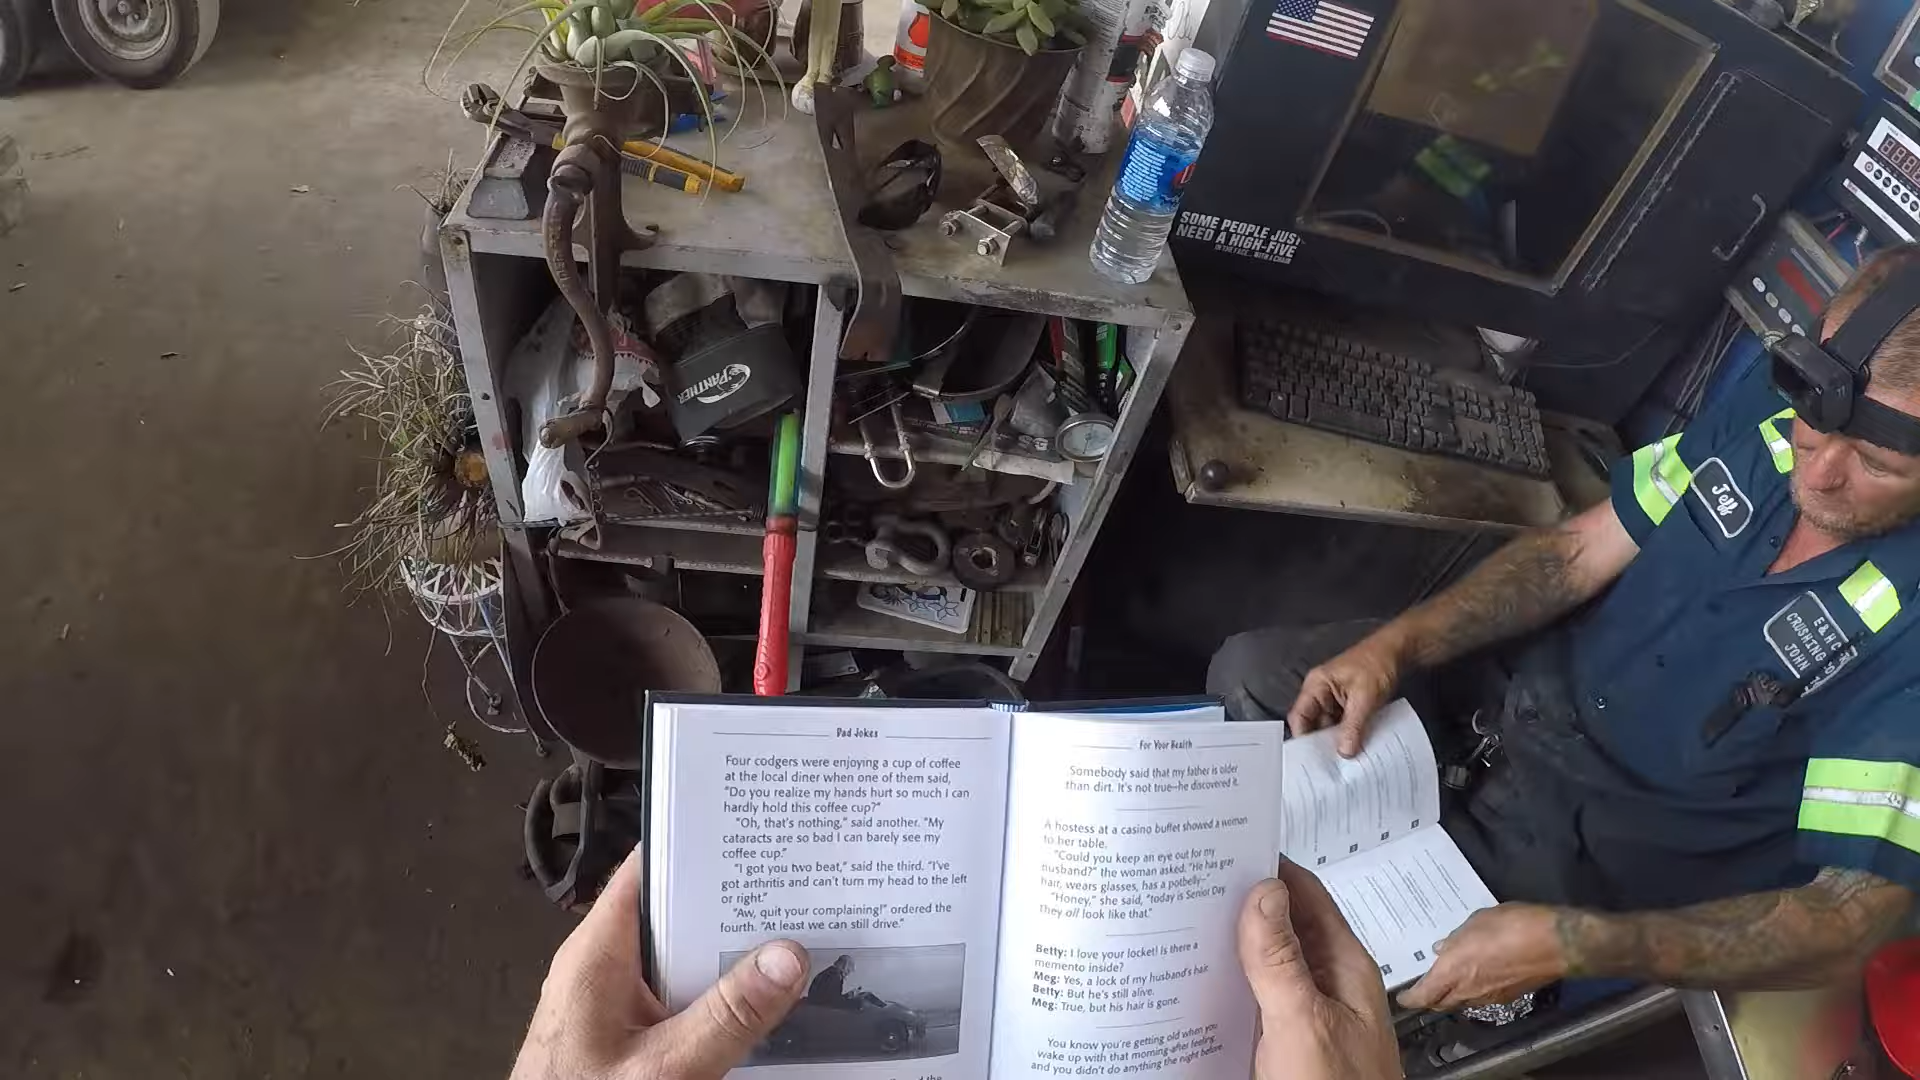 SOME PEOPLE JUST
NEED A HIGH-FIVE
IN THE FACE... WITH A CHAIR
PANTHER
Jeff
E & H C
CRUSHING
JOHN
Dad Jokes
Four codgers were enjoying a cup of coffee
at the local diner when one of them said,
"Do you realize my hands hurt so much I can
hardly hold this coffee cup?"
"Oh, that's nothing," said another. "My
cataracts are so bad I can barely see my
coffee cup."
"I got you two beat," said the third. "I've
got arthritis and can't turn my head to the left
or right."
"Aw, quit your complaining!" ordered the
fourth. "At least we can still drive."
the
For Your Health
Somebody said that my father is older
than dirt. It's not true—he discovered it.
A hostess at a casino buffet showed a woman
to her table.
"Could you keep an eye out for my
husband?" the woman asked. "He has gray
hair, wears glasses, has a potbelly—"
"Honey," she said, "today is Senior Day.
They all look like that."
Betty: I love your locket! Is there a
memento inside?
Meg: Yes, a lock of my husband's hair.
Betty: But he's still alive.
Meg: True, but his hair is gone.
You know you're getting old when you
wake up with that morning-after feeling
and you didn't do anything the night before.